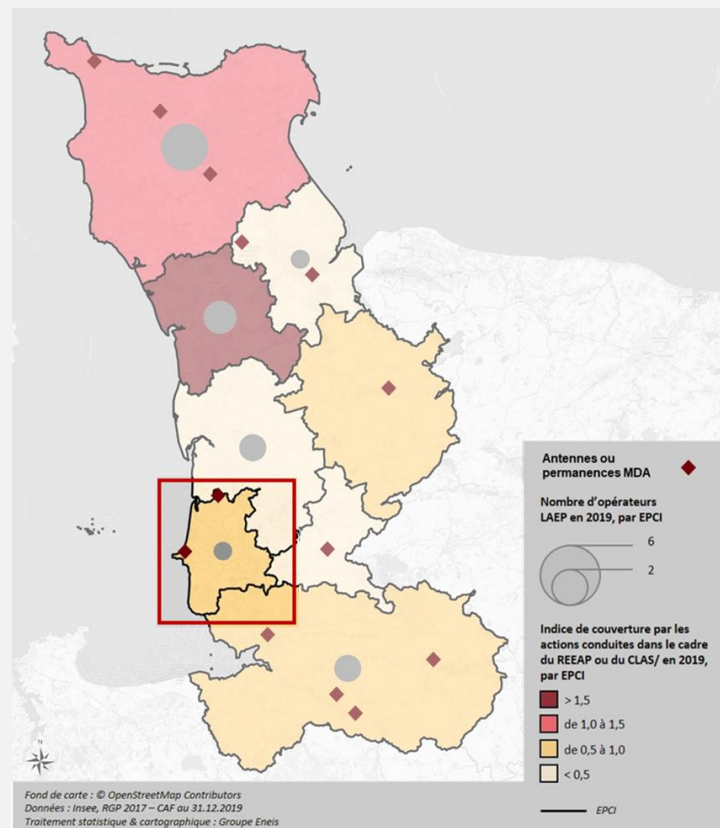 Antennes ou
permanences MDA
Nombre d'opérateurs
LAEP en 2019, par EPCI
6
2
Indice de couverture par les
actions conduites dans le cadre
du REEAP ou du CLAS/ en 2019,
par EPCI
> 1,5
de 1,0 à 1,5
de 0,5 à 1,0
< 0,5
EPCI
N
Fond de carte : © OpenStreetMap Contributors
Données : Insee, RGP 2017 – CAF au 31.12.2019
Traitement statistique & cartographique : Groupe Eneis